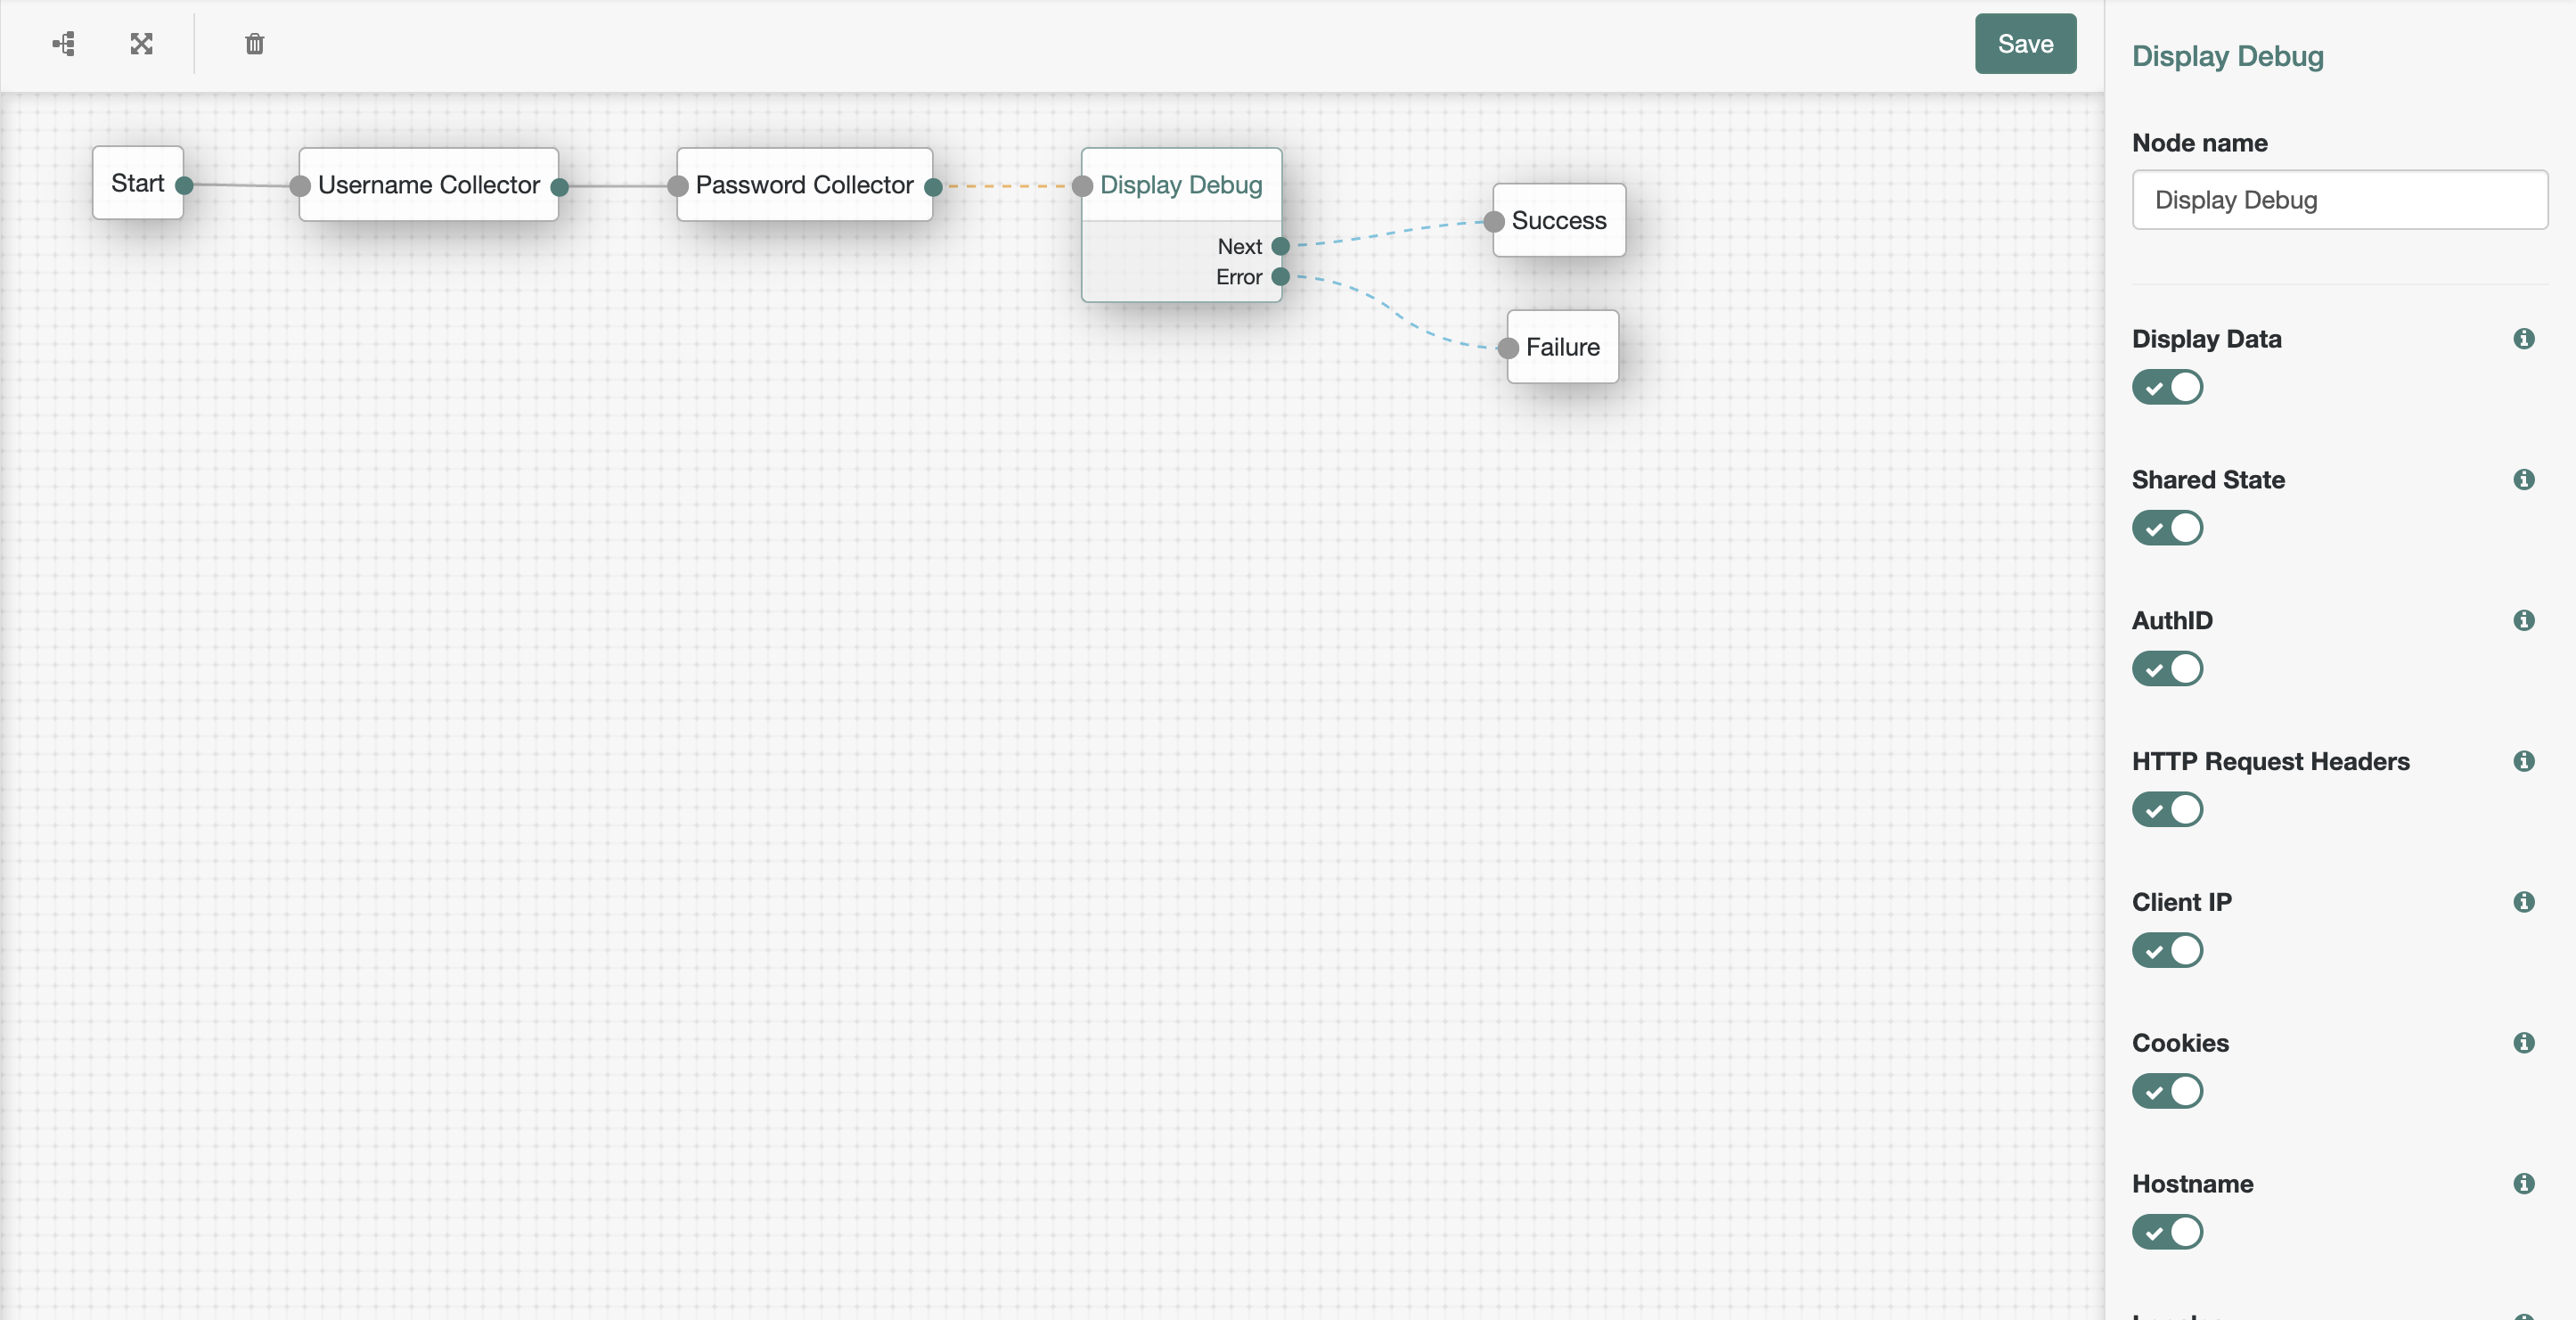 Save
Start
Username Collector
Password Collector
Display Debug
Next
Error
Success
Failure
Display Debug
Node name
Display Debug
Display Data
Shared State
AuthID
HTTP Request Headers
Client IP
Cookies
Hostname